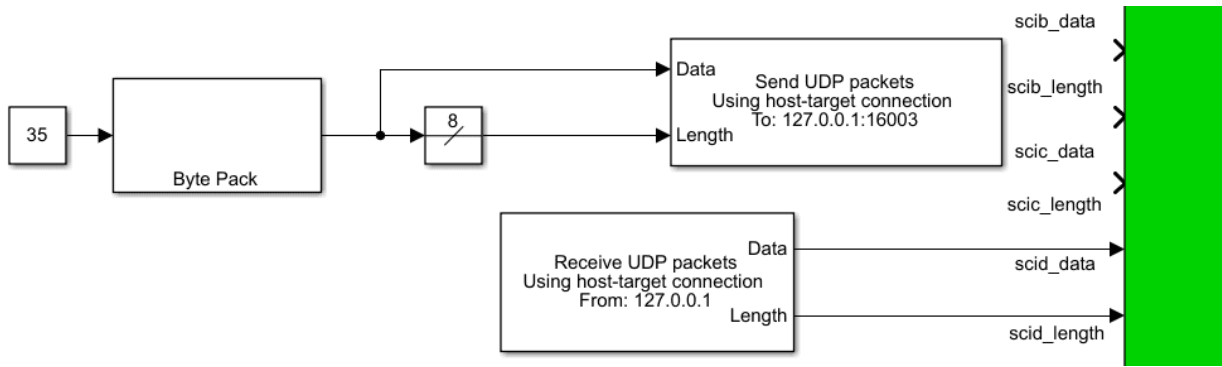 35
Byte Pack
8
Data
Length
Send UDP packets
Using host-target connection
To: 127.0.0.1:16003
Receive UDP packets
Using host-target connection
From: 127.0.0.1
Data
Length
scib_data
scib_length
scic_data
scic_length
scid_data
scid_length